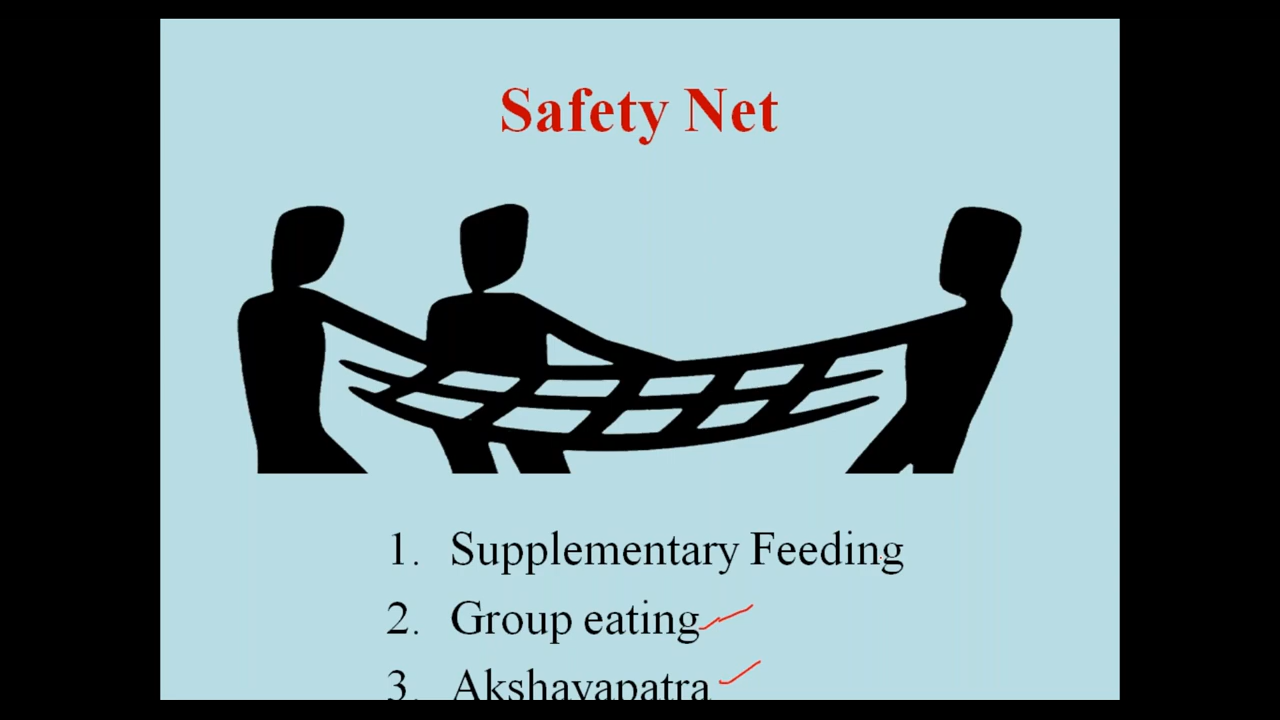 Safety Net
1. Supplementary Feeding
2. Group eating
3. Akshayapatra